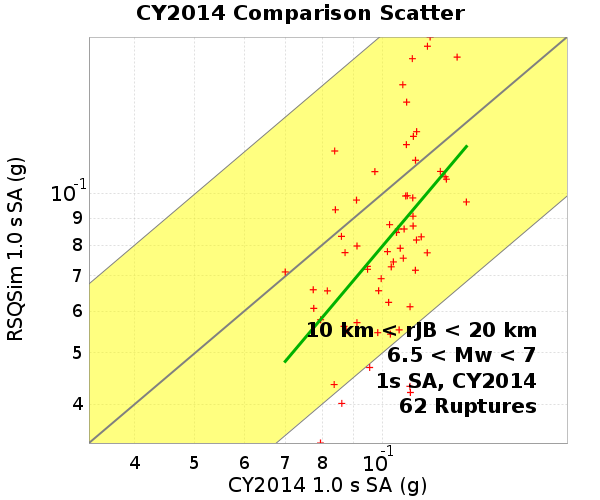 CY2014 Comparison Scatter
RSQSim 1.0 s SA (g)
10-1
9
8
7
6
5
4
10 km < rJB < 20 km
6.5 < Mw < 7
1s SA, CY2014
62 Ruptures
4 5 6 7 8 10-1
CY2014 1.0 s SA (g)